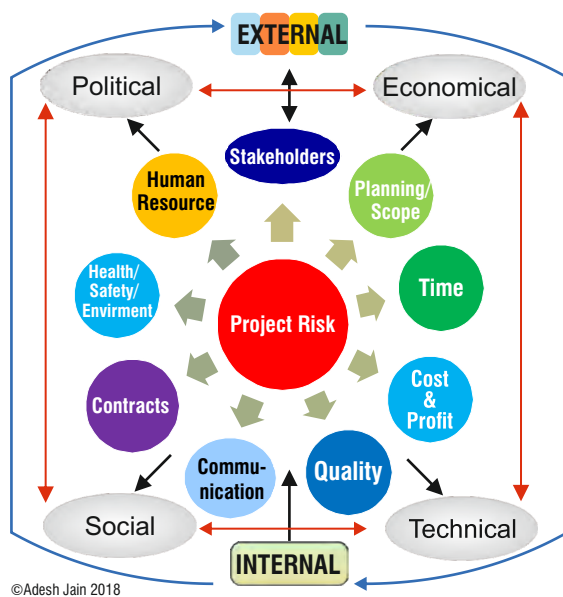 EXTERNAL
Political
Economical
Stakeholders
Human
Resource
Planning/
Scope
Health/
Safety/
Envirment
Time
Project Risk
Contracts
Cost
&
Profit
Commu-
nication
Quality
Social
Technical
INTERNAL
©Adesh Jain 2018